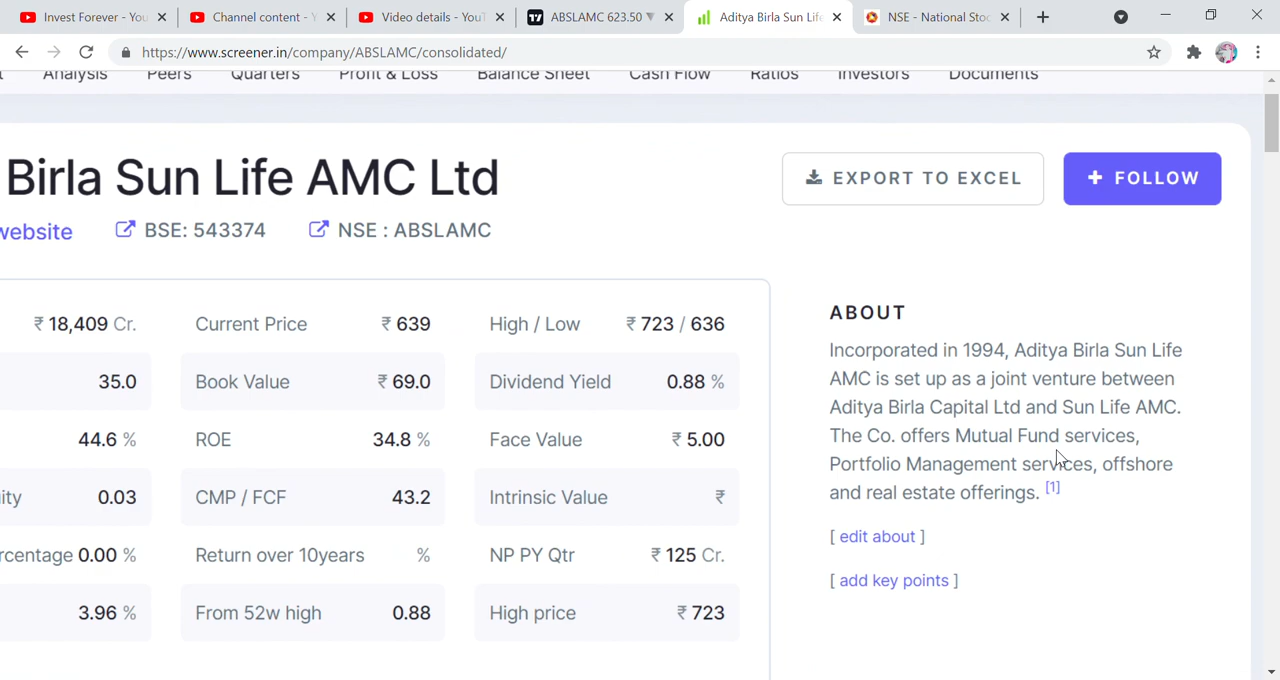 Invest Forever - You
Channel content - Y
Video details - YouT
ABSLAMC 623.50 ▼
Aditya Birla Sun Life
NSE - National Stoc
https://www.screener.in/company/ABSLAMC/consolidated/
Analysis Peers Quarters Profit & Loss Balance Sheet Cash Flow Ratios Investors Documents
Birla Sun Life AMC Ltd
EXPORT TO EXCEL
+ FOLLOW
website BSE: 543374 NSE : ABSLAMC
₹ 18,409 Cr. Current Price ₹ 639 High / Low ₹ 723 / 636
35.0 Book Value ₹ 69.0 Dividend Yield 0.88 %
44.6 % ROE 34.8 % Face Value ₹ 5.00
ity 0.03 CMP / FCF 43.2 Intrinsic Value ₹
rcentage 0.00 % Return over 10years % NP PY Qtr ₹ 125 Cr.
3.96 % From 52w high 0.88 High price ₹ 723
ABOUT
Incorporated in 1994, Aditya Birla Sun Life
AMC is set up as a joint venture between
Aditya Birla Capital Ltd and Sun Life AMC.
The Co. offers Mutual Fund services,
Portfolio Management services, offshore
and real estate offerings. [1]
[ edit about ]
[ add key points ]